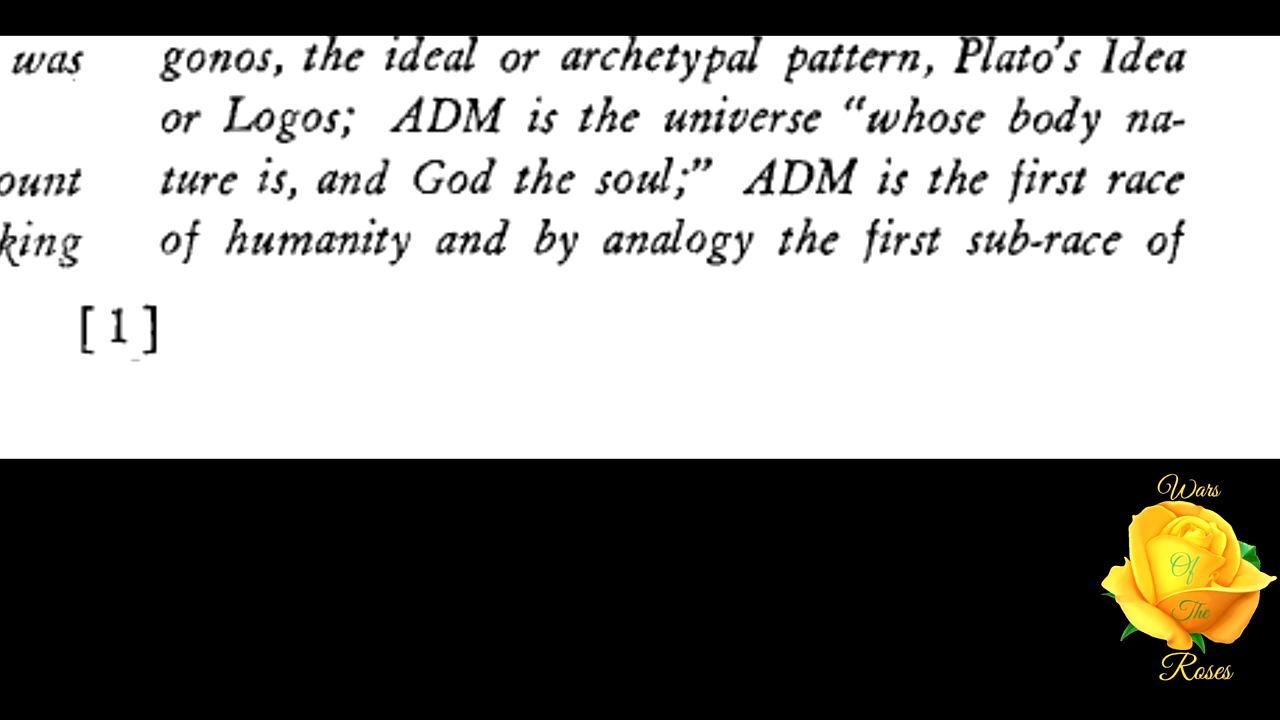 was gonos, the ideal or archetypal pattern, Plato's Idea
or Logos; ADM is the universe "whose body na-
ount ture is, and God the soul;" ADM is the first race
king of humanity and by analogy the first sub-race of
[1]
Wars
Of
The
Roses